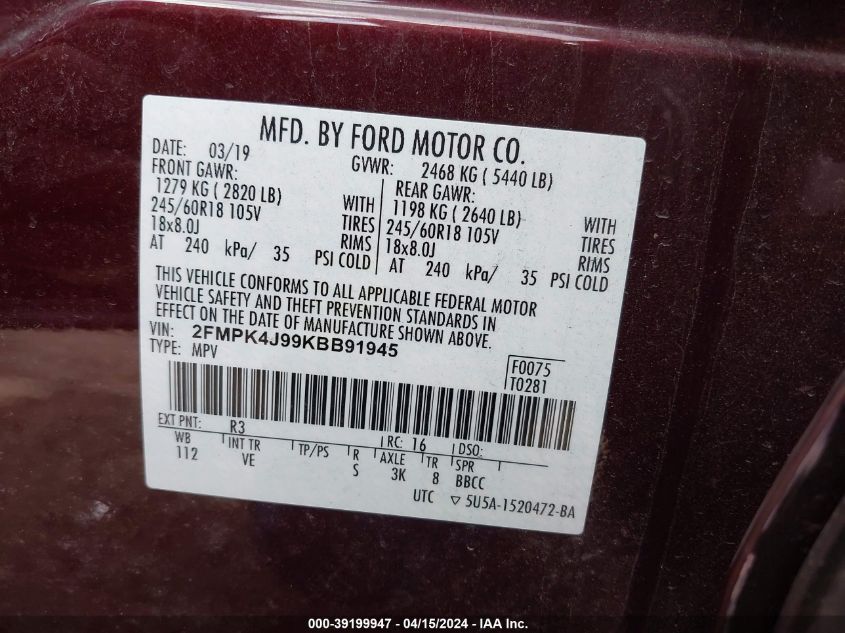 MFD. BY FORD MOTOR CO.
DATE: 03/19 GVWR: 2468 KG ( 5440 LB)
FRONT GAWR: REAR GAWR:
1279 KG ( 2820 LB) WITH 1198 KG ( 2640 LB) WITH
245/60R18 105V TIRES 245/60R18 105V TIRES
18x8.0J RIMS 18x8.0J RIMS
AT 240 kPa/ 35 PSI COLD AT 240 kPa/ 35 PSI COLD
THIS VEHICLE CONFORMS TO ALL APPLICABLE FEDERAL MOTOR
VEHICLE SAFETY AND THEFT PREVENTION STANDARDS IN
EFFECT ON THE DATE OF MANUFACTURE SHOWN ABOVE.
VIN: 2FMPK4J99KBB91945
TYPE: MPV
F0075
T0281
EXT PNT: R3 RC: 16 DSO:
WB INT TR TP/PS R AXLE TR SPR
112 VE S 3K 8 BBCC
UTC ▽ 5U5A-1520472-BA
000-39199947 - 04/15/2024 - IAA Inc.